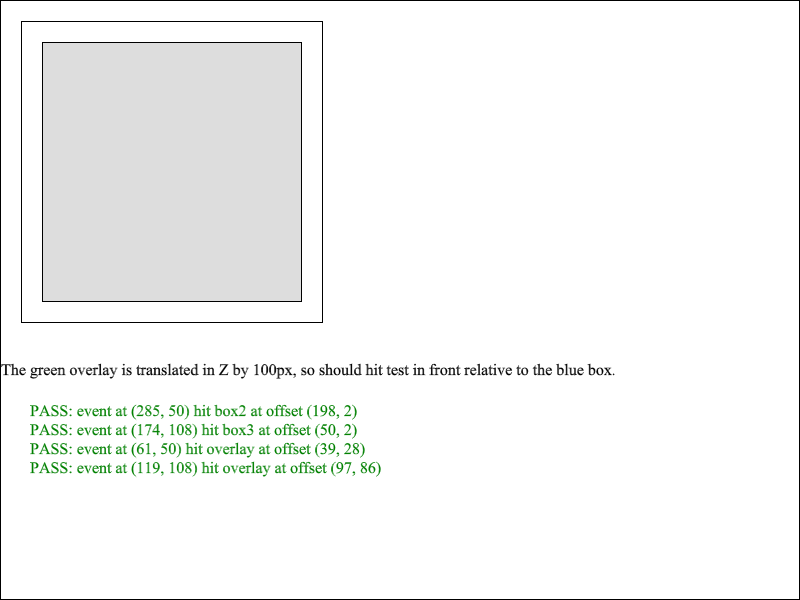 The green overlay is translated in Z by 100px, so should hit test in front relative to the blue box.
PASS: event at (285, 50) hit box2 at offset (198, 2)
PASS: event at (174, 108) hit box3 at offset (50, 2)
PASS: event at (61, 50) hit overlay at offset (39, 28)
PASS: event at (119, 108) hit overlay at offset (97, 86)